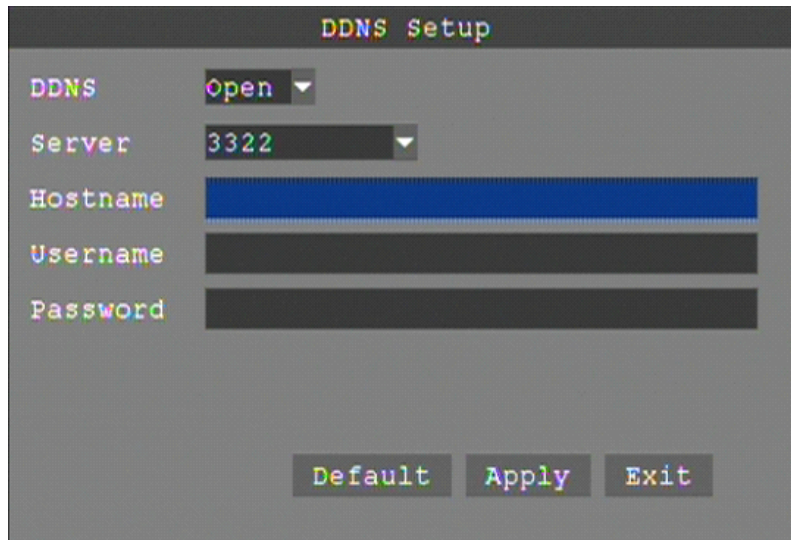 DDNS Setup
DDNS Open
Server 3322
Hostname
Username
Password
Default Apply Exit